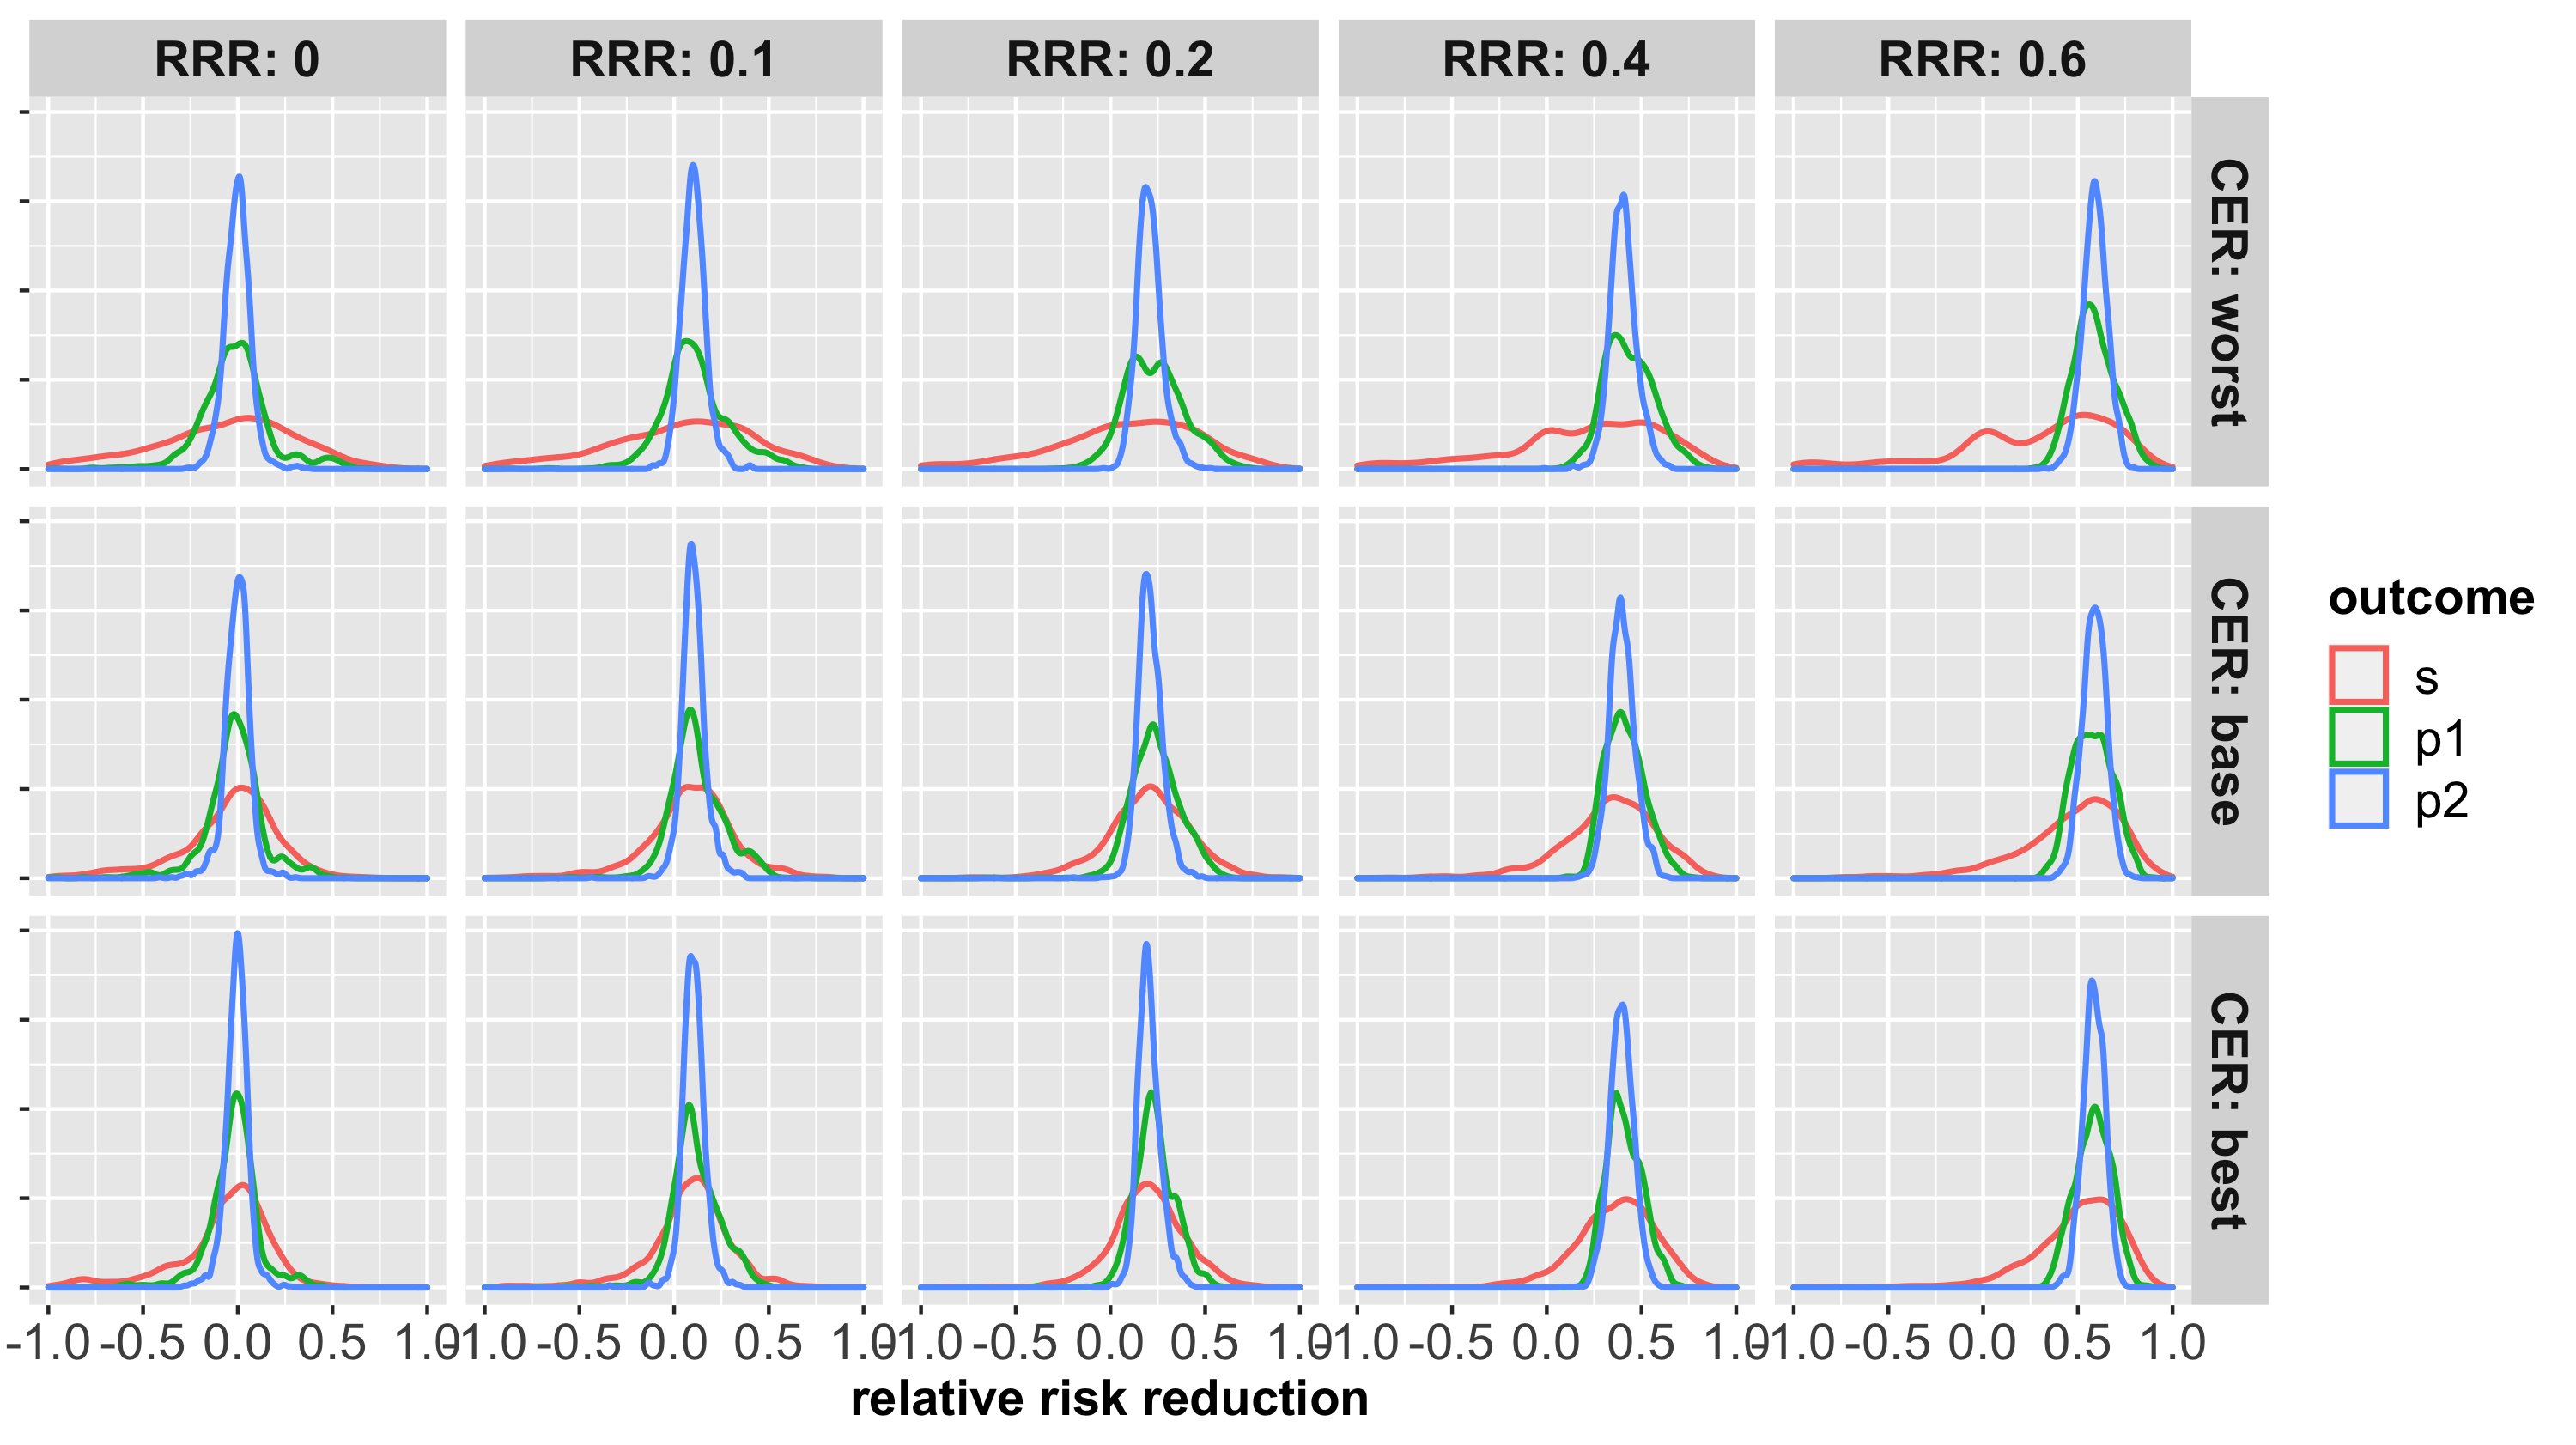 RRR: 0 RRR: 0.1 RRR: 0.2 RRR: 0.4 RRR: 0.6
CER: worst
CER: base
CER: best
outcome
s
p1
p2
-1.0 -0.5 0.0 0.5 1.0 -1.0 -0.5 0.0 0.5 1.0 -1.0 -0.5 0.0 0.5 1.0 -1.0 -0.5 0.0 0.5 1.0 -1.0 -0.5 0.0 0.5 1.0
relative risk reduction